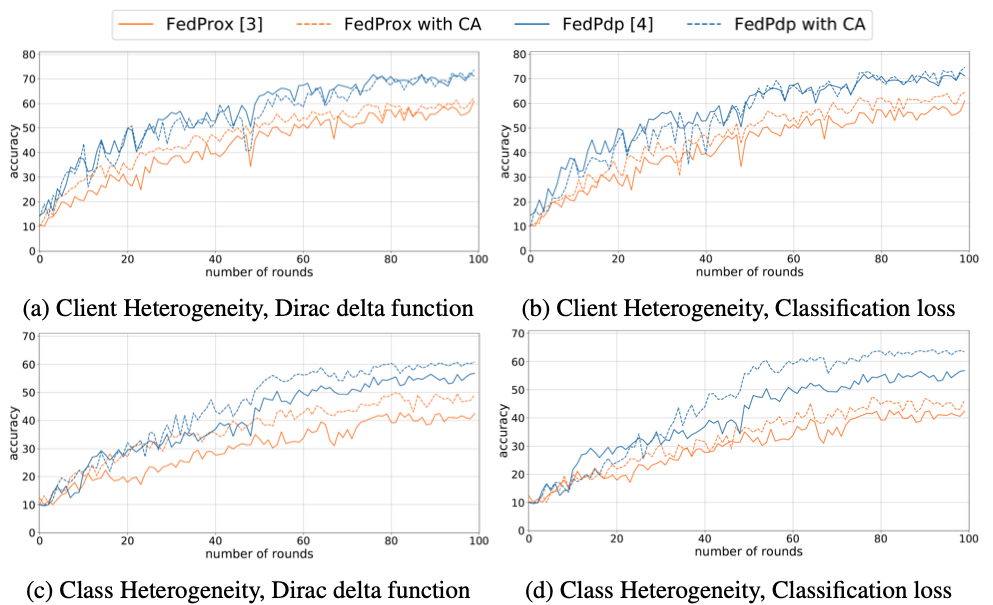 FedProx [3] FedProx with CA FedPdp [4] FedPdp with CA
80
70
60
50
40
30
20
10
0
accuracy
0 20 40 60 80 100
number of rounds
(a) Client Heterogeneity, Dirac delta function
80
70
60
50
40
30
20
10
0
accuracy
0 20 40 60 80 100
number of rounds
(b) Client Heterogeneity, Classification loss
70
60
50
40
30
20
10
0
accuracy
0 20 40 60 80 100
number of rounds
(c) Class Heterogeneity, Dirac delta function
70
60
50
40
30
20
10
0
accuracy
0 20 40 60 80 100
number of rounds
(d) Class Heterogeneity, Classification loss